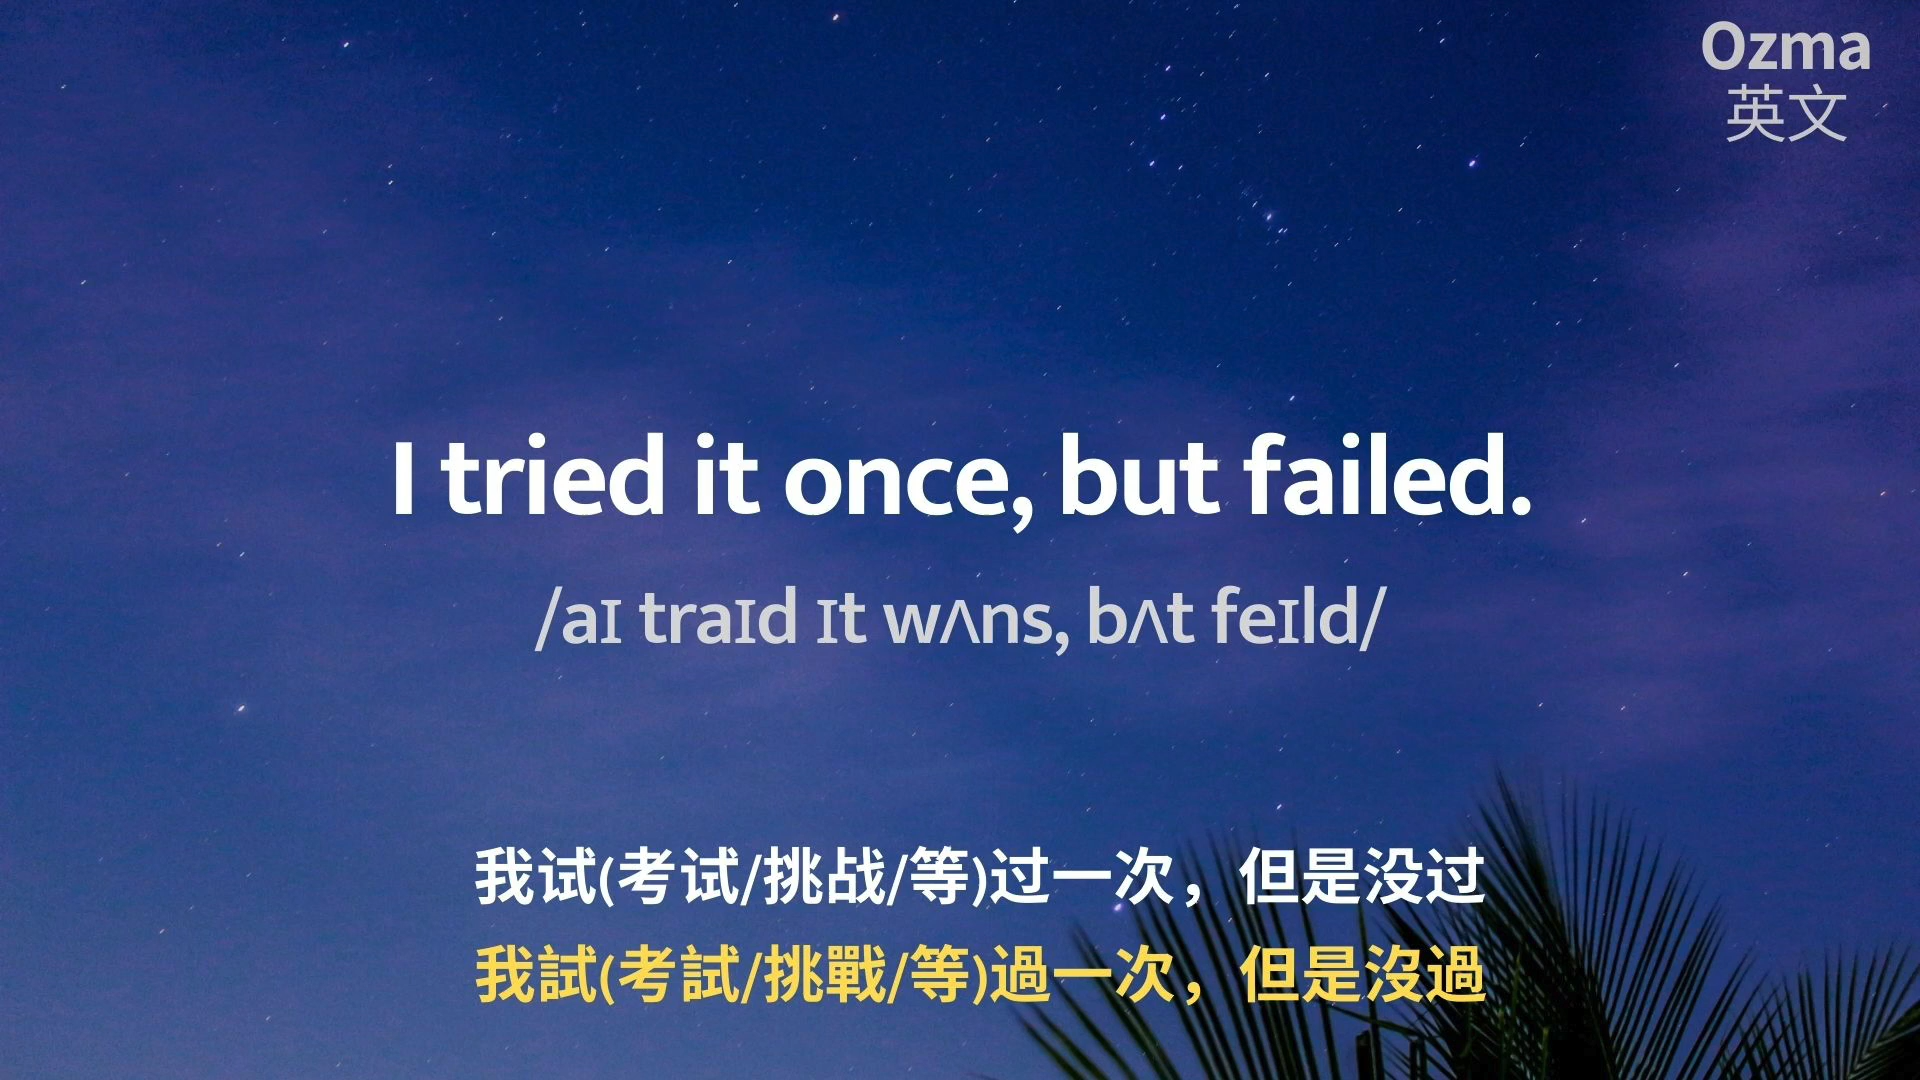 Ozma
英文
I tried it once, but failed.
/aɪ traɪd ɪt wʌns, bʌt feɪld/
我试(考试/挑战/等)过一次，但是没过
我試(考試/挑戰/等)過一次，但是沒過